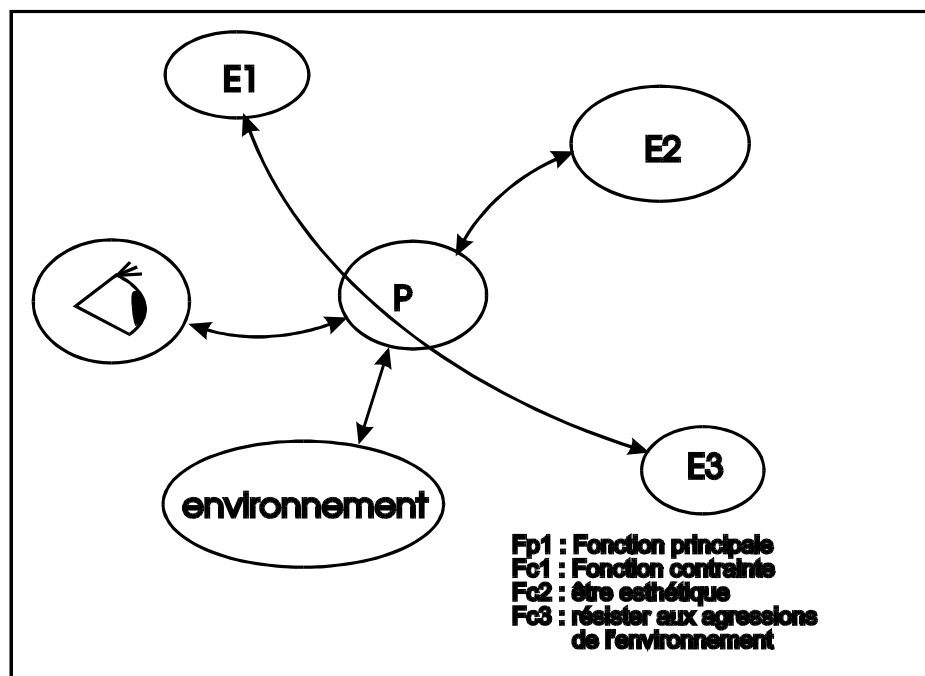 E1
E2
P
environnement
E3
Fp1 : Fonction principale
Fc1 : Fonction contrainte
Fc2 : être esthétique
Fc3 : résister aux agressions
de l'environnement